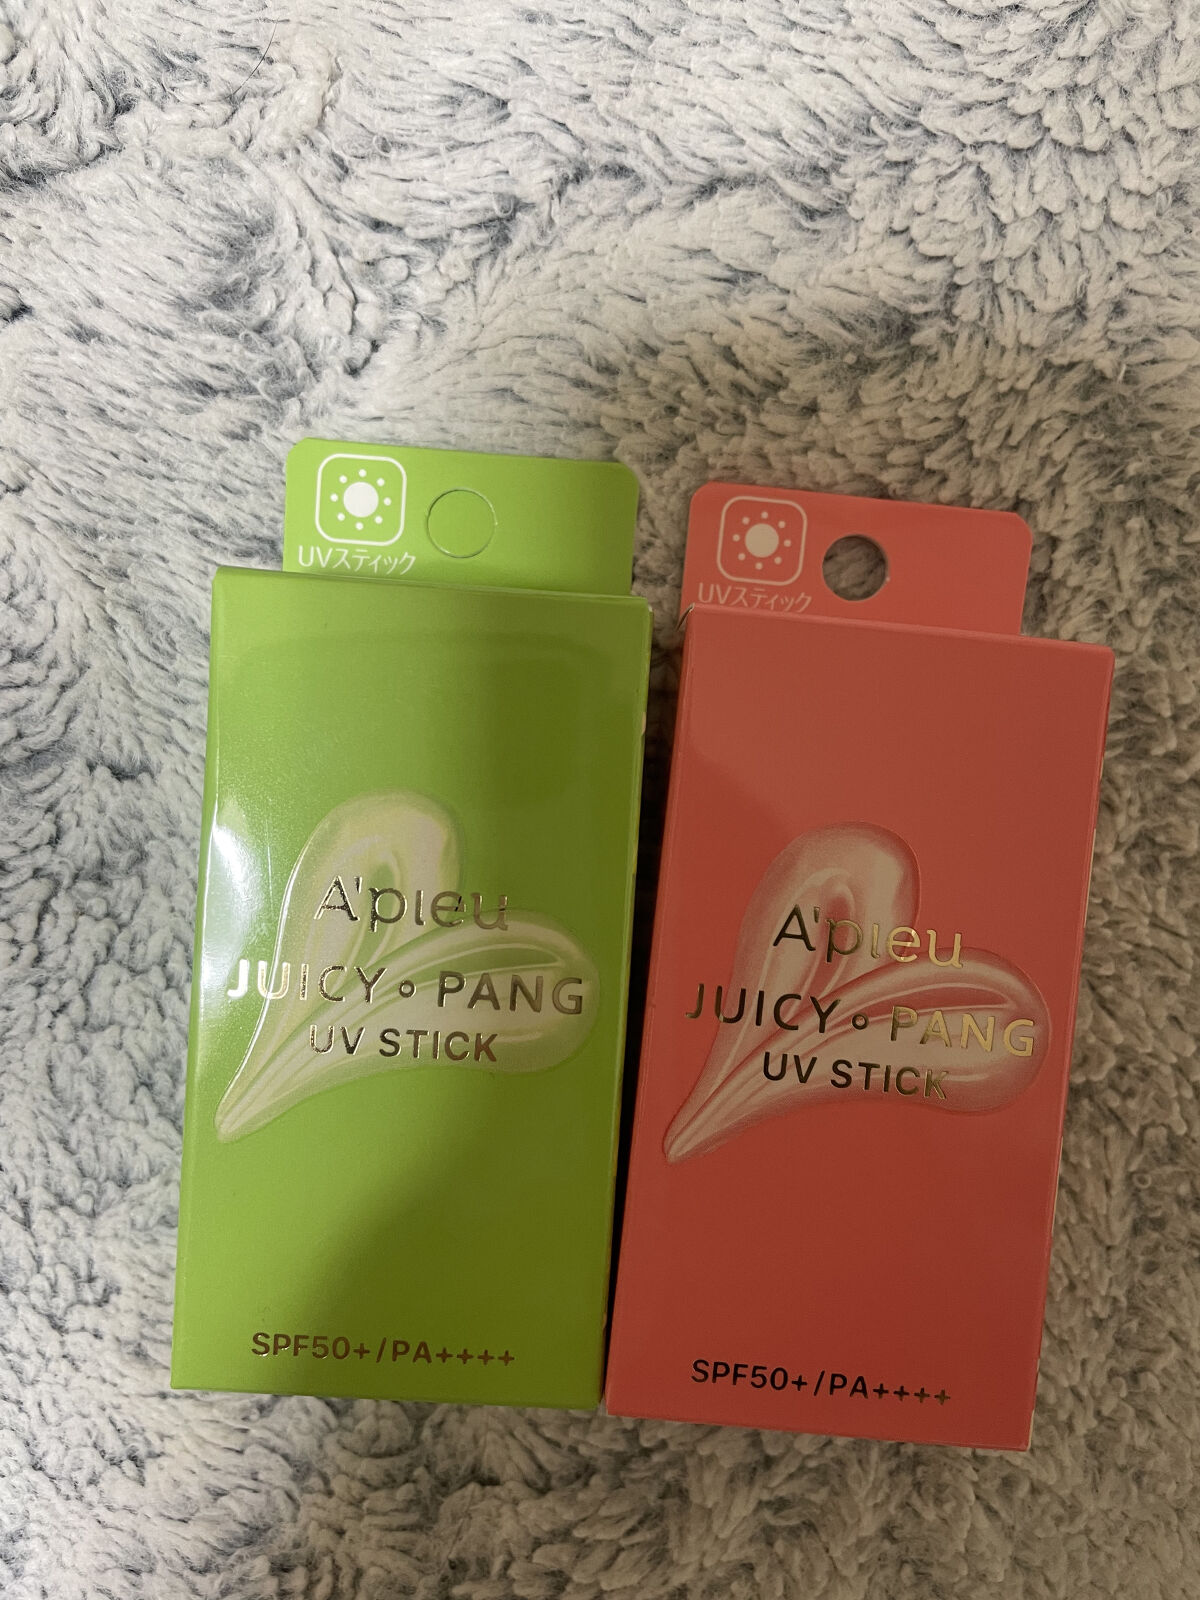 UVスティック
A'pieu
JUICY • PANG
UV STICK
SPF50+/PA++++
UVスティック
A'pieu
JUICY • PANG
UV STICK
SPF50+/PA++++